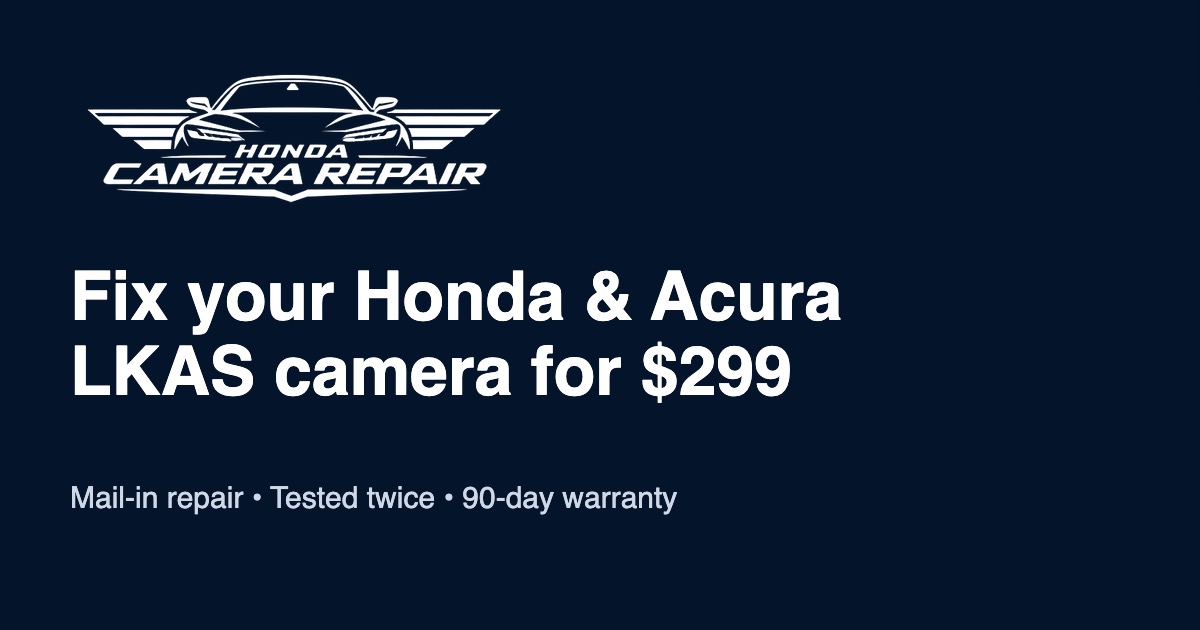 HONDA
CAMERA REPAIR
Fix your Honda & Acura
LKAS camera for $299
Mail-in repair • Tested twice • 90-day warranty